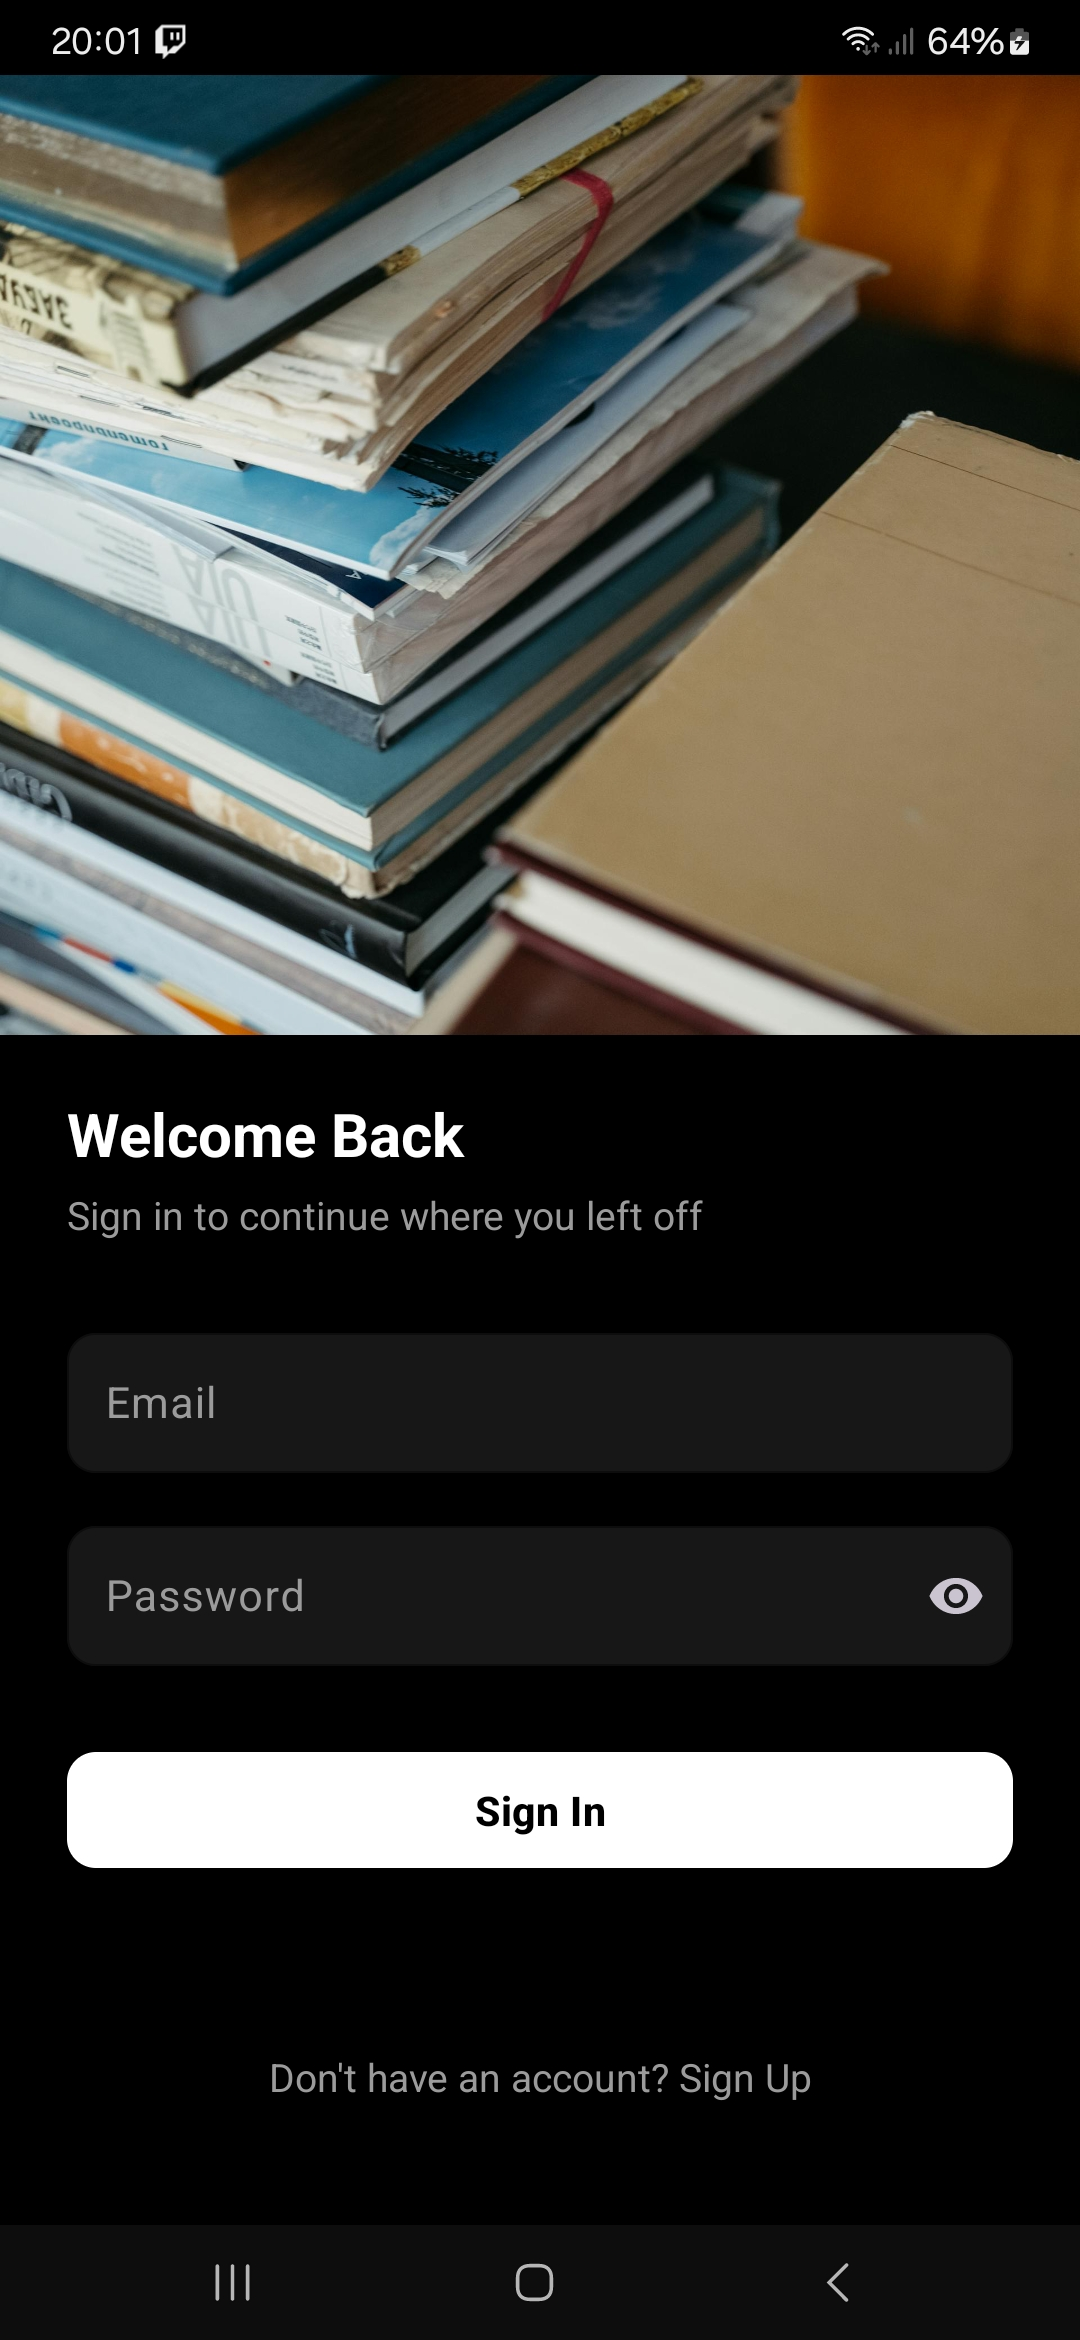 20:01
64%
Welcome Back
Sign in to continue where you left off
Email
Password
Sign In
Don't have an account? Sign Up